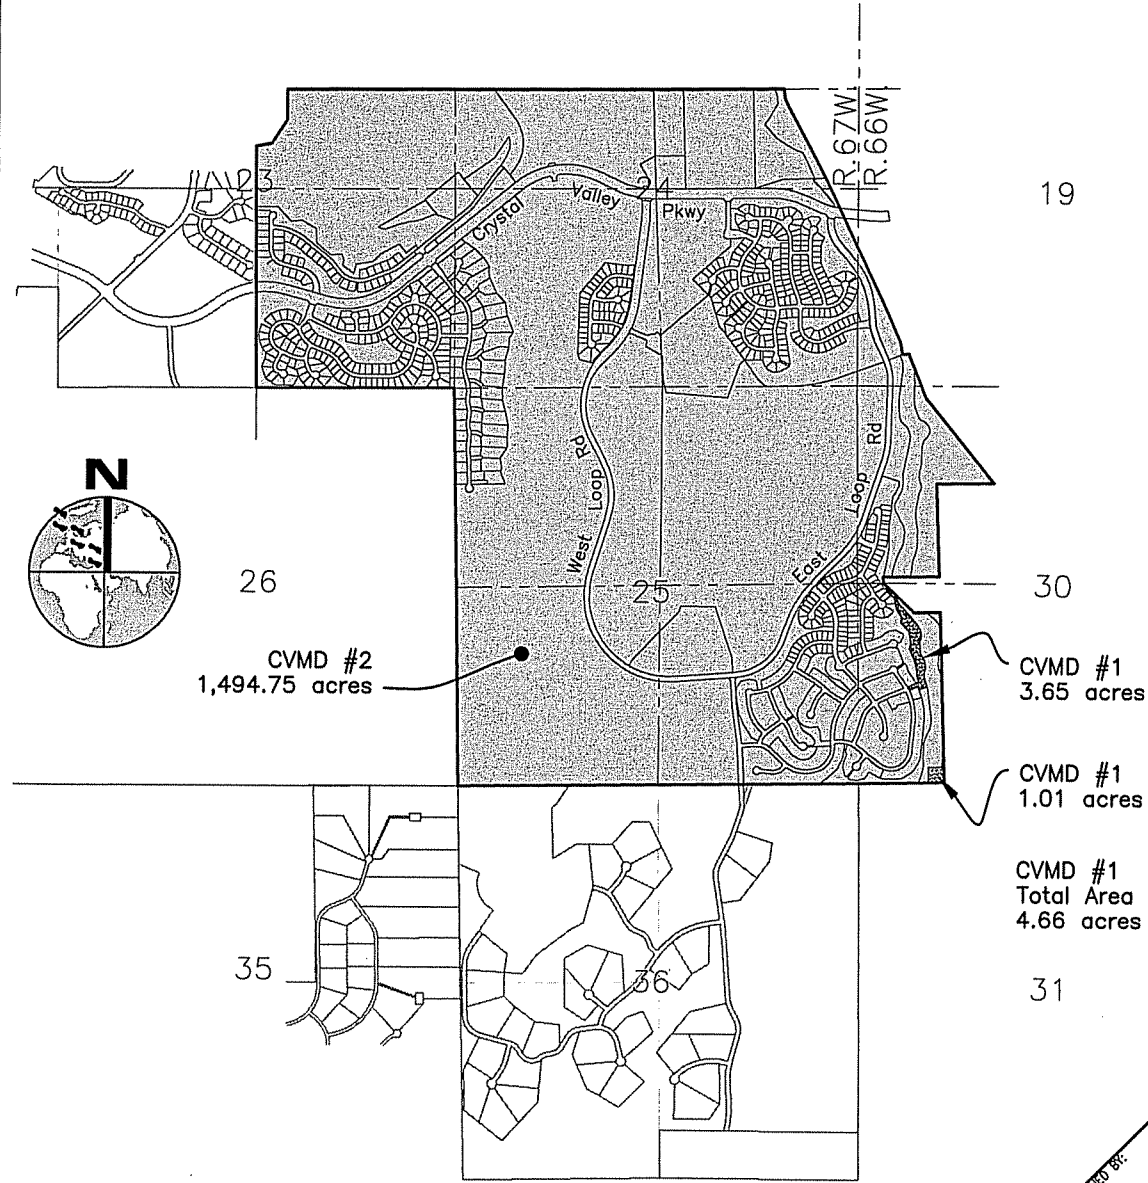 R.67W.
R.66W.
23
24
19
Crystal
Valley
Pkwy
West
Loop
Rd
East
Loop
Rd
N
26
25
30
CVMD #2
1,494.75 acres
CVMD #1
3.65 acres
CVMD #1
1.01 acres
CVMD #1
Total Area
4.66 acres
35
36
31
BY: